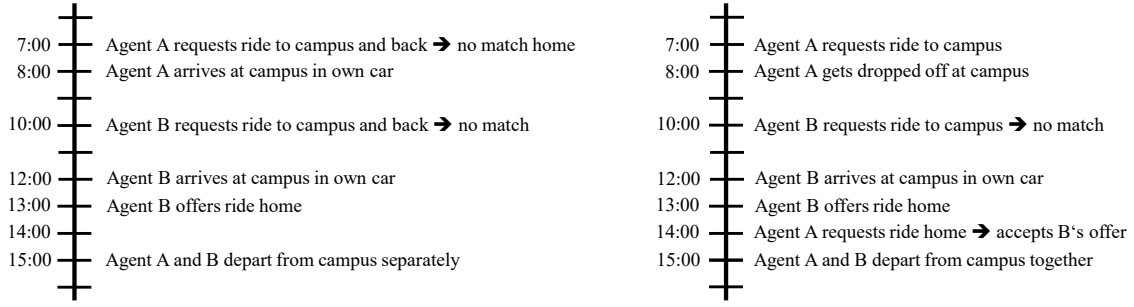 7:00 Agent A requests ride to campus and back ➔ no match home
8:00 Agent A arrives at campus in own car
10:00 Agent B requests ride to campus and back ➔ no match
12:00 Agent B arrives at campus in own car
13:00 Agent B offers ride home
14:00
15:00 Agent A and B depart from campus separately
7:00 Agent A requests ride to campus
8:00 Agent A gets dropped off at campus
10:00 Agent B requests ride to campus ➔ no match
12:00 Agent B arrives at campus in own car
13:00 Agent B offers ride home
14:00 Agent A requests ride home ➔ accepts B‘s offer
15:00 Agent A and B depart from campus together